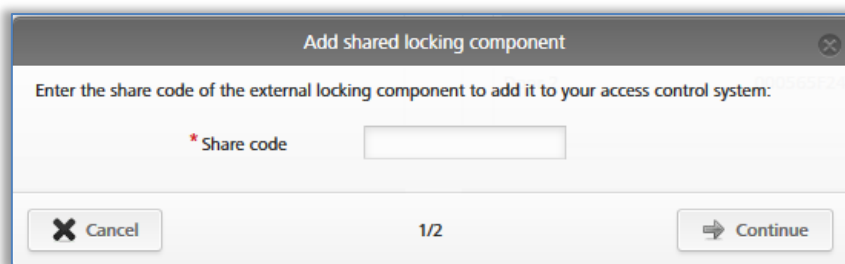 Add shared locking component
Enter the share code of the external locking component to add it to your access control system:
* Share code
Cancel
1/2
Continue